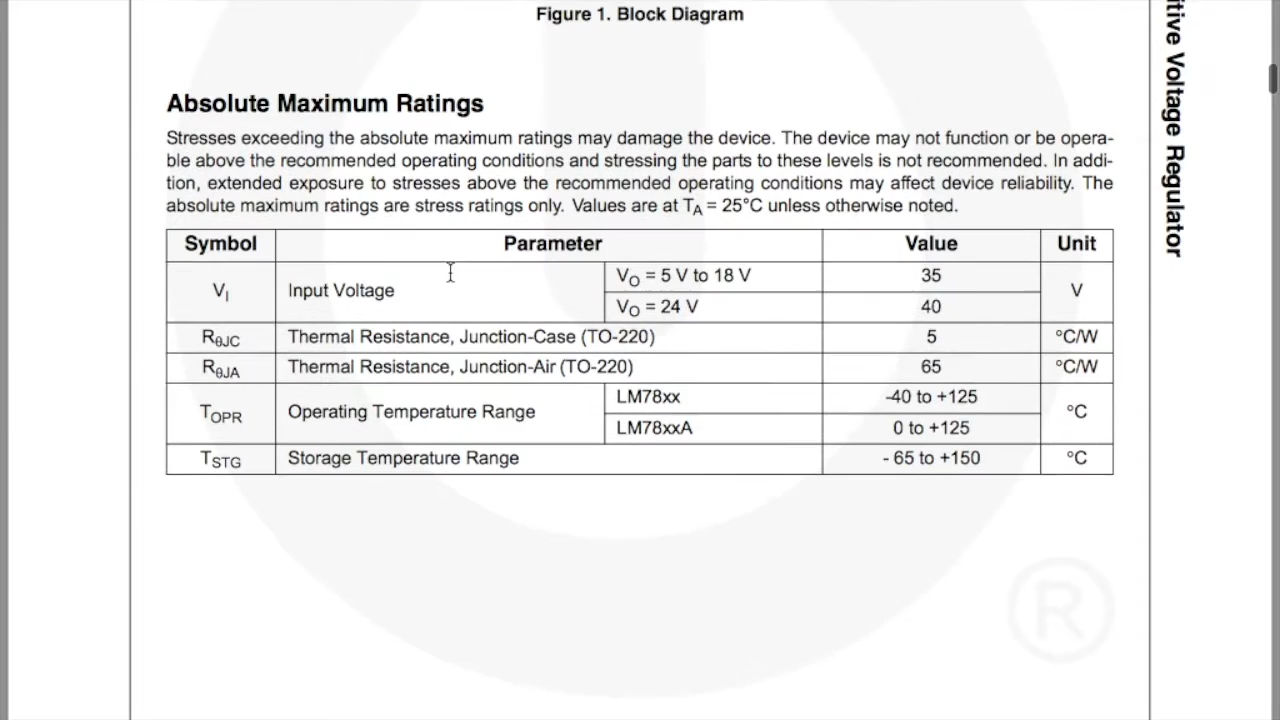 Figure 1. Block Diagram
Absolute Maximum Ratings
Stresses exceeding the absolute maximum ratings may damage the device. The device may not function or be opera-
ble above the recommended operating conditions and stressing the parts to these levels is not recommended. In addi-
tion, extended exposure to stresses above the recommended operating conditions may affect device reliability. The
absolute maximum ratings are stress ratings only. Values are at TA = 25°C unless otherwise noted.
Symbol Parameter Value Unit
VI Input Voltage VO = 5 V to 18 V 35 V
VO = 24 V 40
RθJC Thermal Resistance, Junction-Case (TO-220) 5 °C/W
RθJA Thermal Resistance, Junction-Air (TO-220) 65 °C/W
TOPR Operating Temperature Range LM78xx -40 to +125 °C
LM78xxA 0 to +125
TSTG Storage Temperature Range - 65 to +150 °C
®
Voltage Regulator